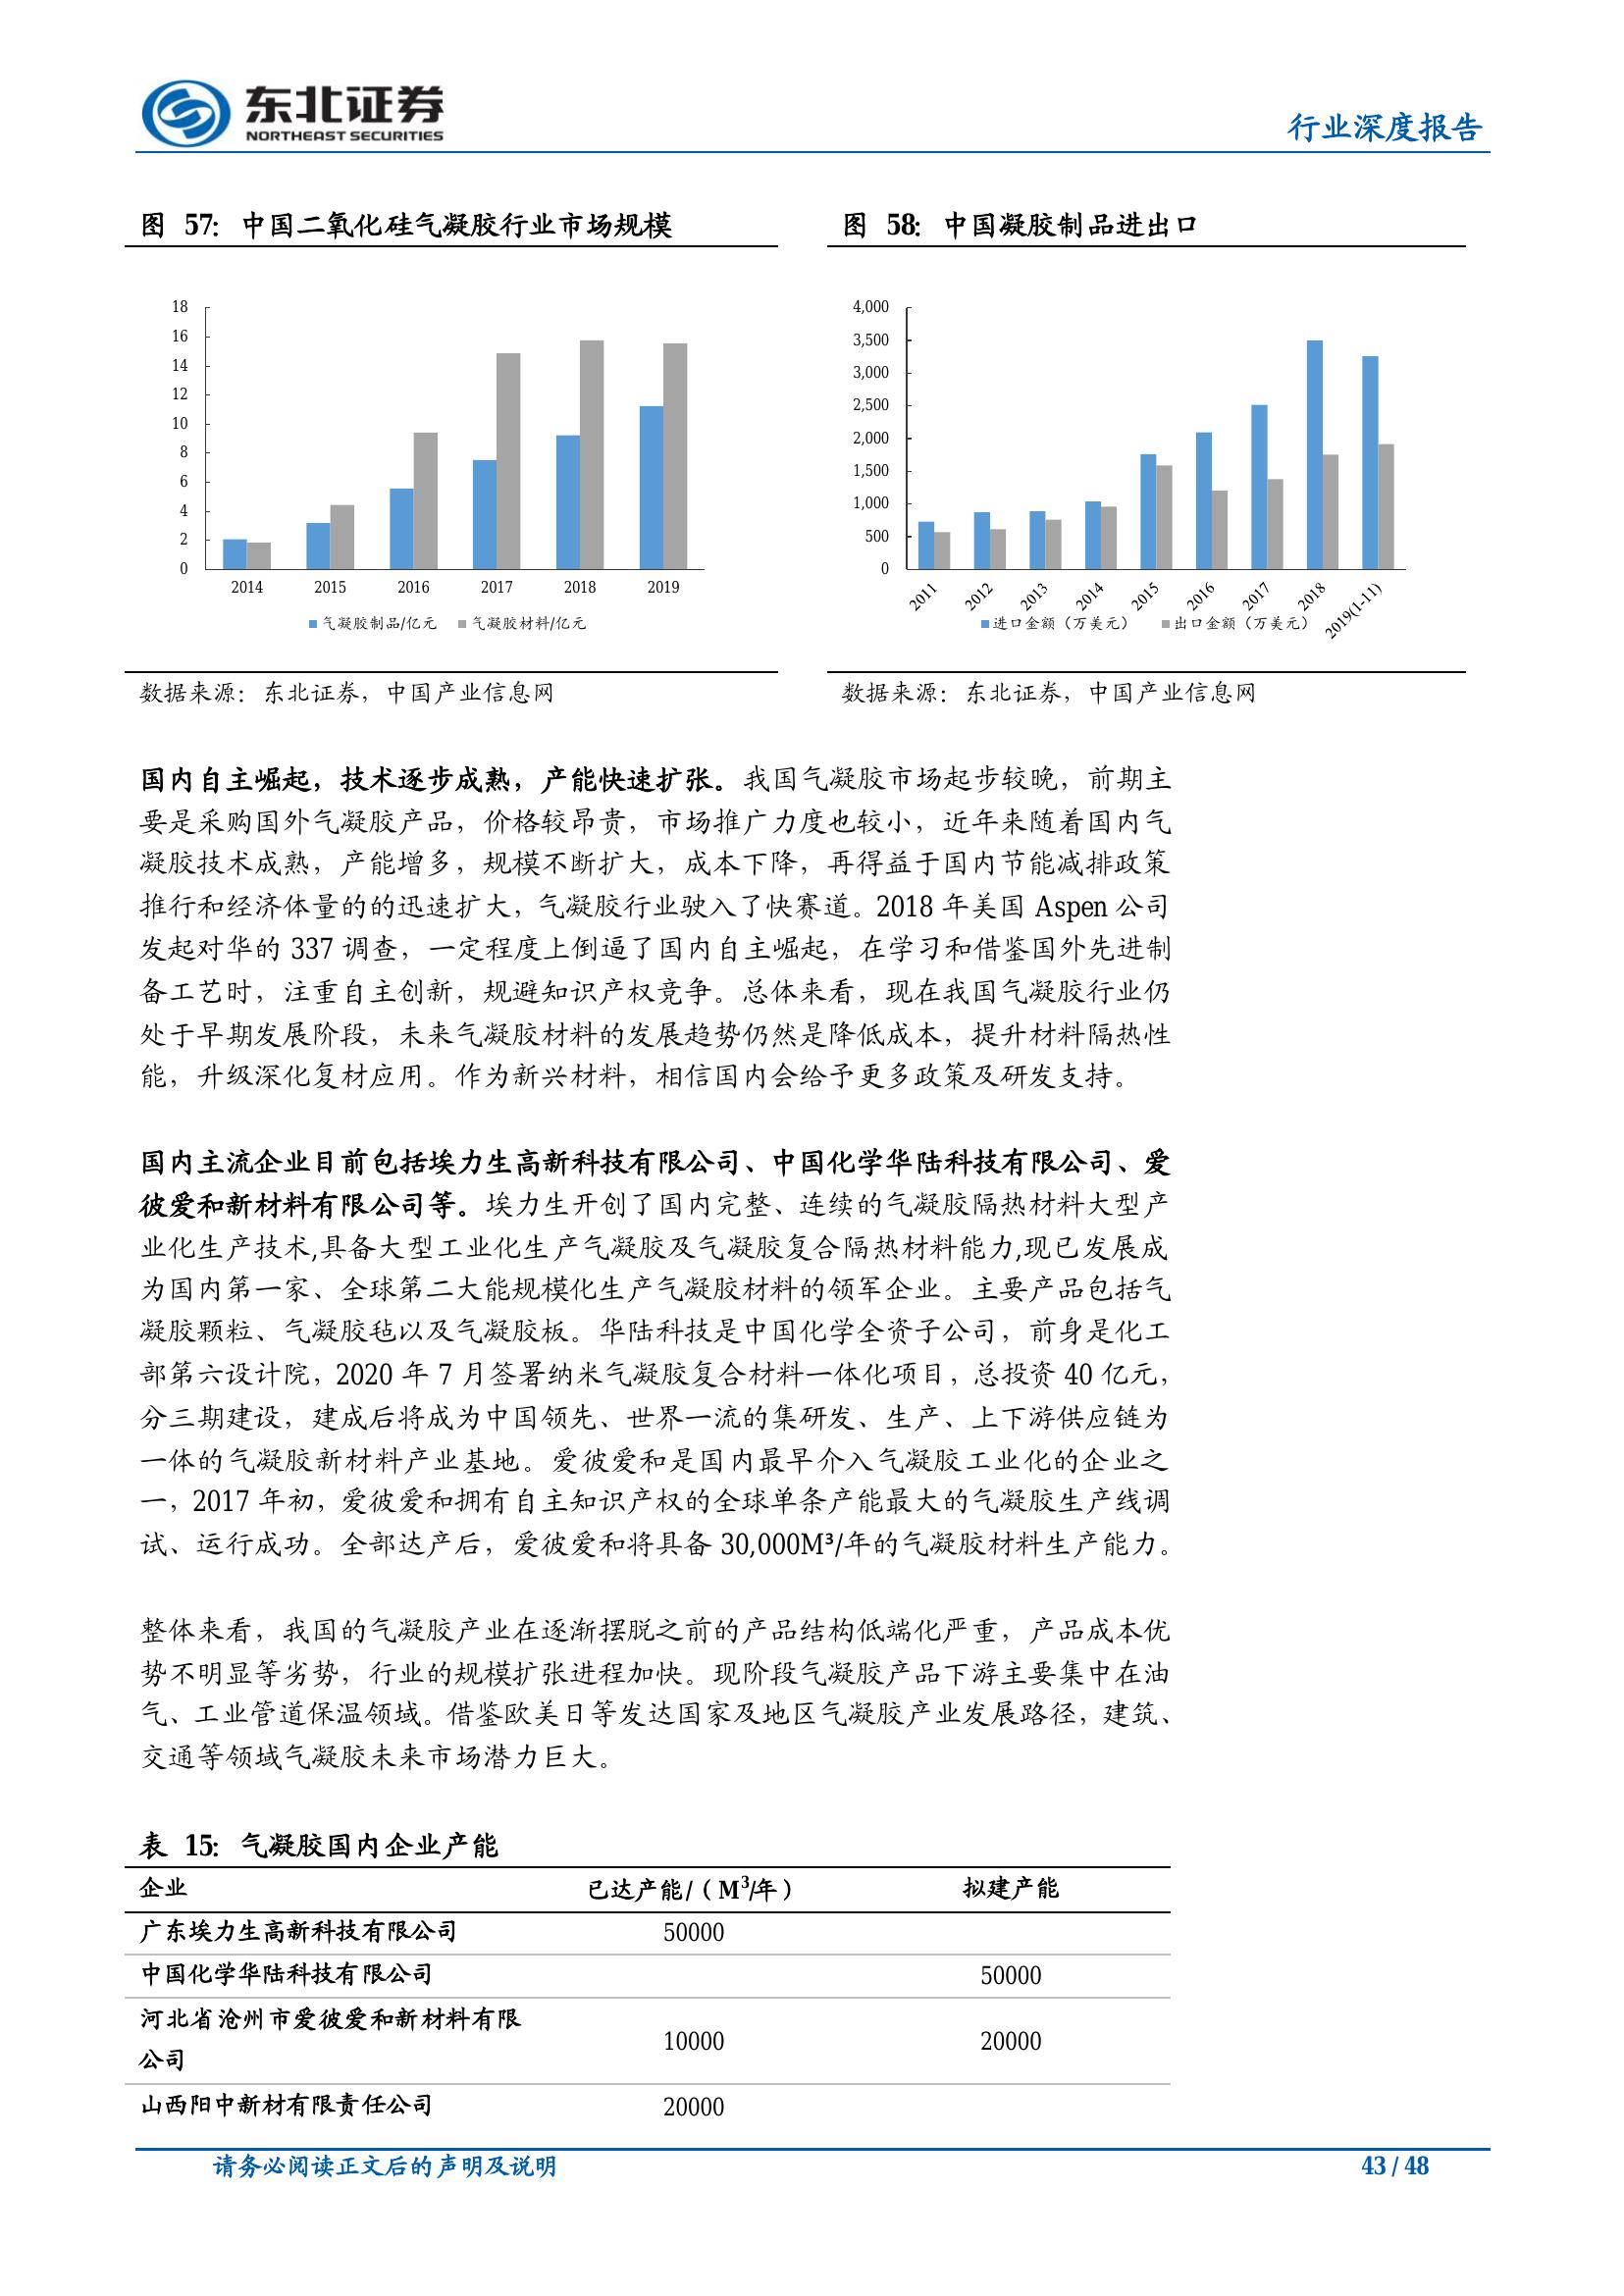 东北证券
NORTHEAST SECURITIES
行业深度报告
图 57：中国二氧化硅气凝胶行业市场规模
18
16
14
12
10
8
6
4
2
0
2014 2015 2016 2017 2018 2019
气凝胶制品/亿元 气凝胶材料/亿元
数据来源：东北证券，中国产业信息网
图 58：中国凝胶制品进出口
4,000
3,500
3,000
2,500
2,000
1,500
1,000
500
0
2011 2012 2013 2014 2015 2016 2017 2018 2019(1-11)
进口金额（万美元） 出口金额（万美元）
数据来源：东北证券，中国产业信息网
国内自主崛起，技术逐步成熟，产能快速扩张。我国气凝胶市场起步较晚，前期主
要是采购国外气凝胶产品，价格较昂贵，市场推广力度也较小，近年来随着国内气
凝胶技术成熟，产能增多，规模不断扩大，成本下降，再得益于国内节能减排政策
推行和经济体量的的迅速扩大，气凝胶行业驶入了快赛道。2018 年美国 Aspen 公司
发起对华的 337 调查，一定程度上倒逼了国内自主崛起，在学习和借鉴国外先进制
备工艺时，注重自主创新，规避知识产权竞争。总体来看，现在我国气凝胶行业仍
处于早期发展阶段，未来气凝胶材料的发展趋势仍然是降低成本，提升材料隔热性
能，升级深化复材应用。作为新兴材料，相信国内会给予更多政策及研发支持。
国内主流企业目前包括埃力生高新科技有限公司、中国化学华陆科技有限公司、爱
彼爱和新材料有限公司等。埃力生开创了国内完整、连续的气凝胶隔热材料大型产
业化生产技术,具备大型工业化生产气凝胶及气凝胶复合隔热材料能力,现已发展成
为国内第一家、全球第二大能规模化生产气凝胶材料的领军企业。主要产品包括气
凝胶颗粒、气凝胶毡以及气凝胶板。华陆科技是中国化学全资子公司，前身是化工
部第六设计院，2020 年 7 月签署纳米气凝胶复合材料一体化项目，总投资 40 亿元，
分三期建设，建成后将成为中国领先、世界一流的集研发、生产、上下游供应链为
一体的气凝胶新材料产业基地。爱彼爱和是国内最早介入气凝胶工业化的企业之
一，2017 年初，爱彼爱和拥有自主知识产权的全球单条产能最大的气凝胶生产线调
试、运行成功。全部达产后，爱彼爱和将具备 30,000M³/年的气凝胶材料生产能力。
整体来看，我国的气凝胶产业在逐渐摆脱之前的产品结构低端化严重，产品成本优
势不明显等劣势，行业的规模扩张进程加快。现阶段气凝胶产品下游主要集中在油
气、工业管道保温领域。借鉴欧美日等发达国家及地区气凝胶产业发展路径，建筑、
交通等领域气凝胶未来市场潜力巨大。
表 15：气凝胶国内企业产能
企业 已达产能/（M³/年） 拟建产能
广东埃力生高新科技有限公司 50000
中国化学华陆科技有限公司 50000
河北省沧州市爱彼爱和新材料有限
公司 10000 20000
山西阳中新材有限责任公司 20000
请务必阅读正文后的声明及说明 43 / 48